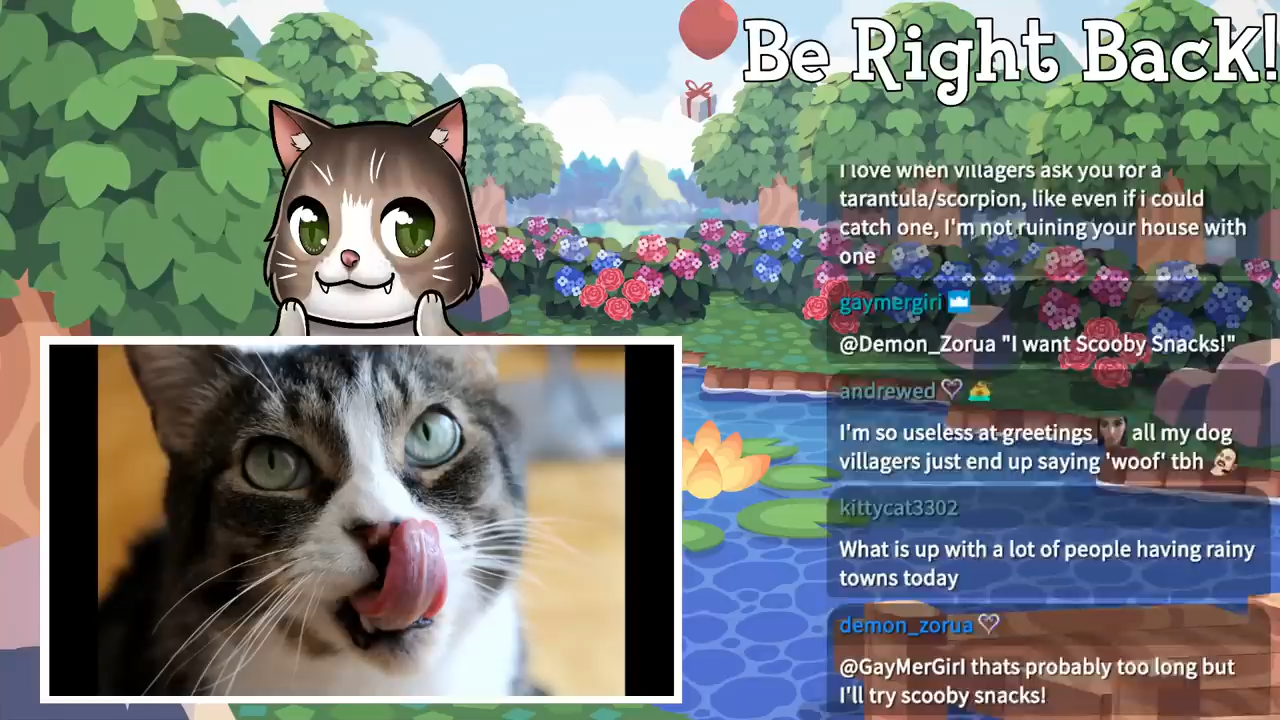 Be Right Back!
I love when villagers ask you for a
tarantula/scorpion, like even if i could
catch one, I'm not ruining your house with
one
gaymergiri
@Demon_Zorua "I want Scooby Snacks!"
andrewed
I'm so useless at greetings all my dog
villagers just end up saying 'woof' tbh
kittycat3302
What is up with a lot of people having rainy
towns today
demon_zorua
@GayMerGirI thats probably too long but
I'll try scooby snacks!